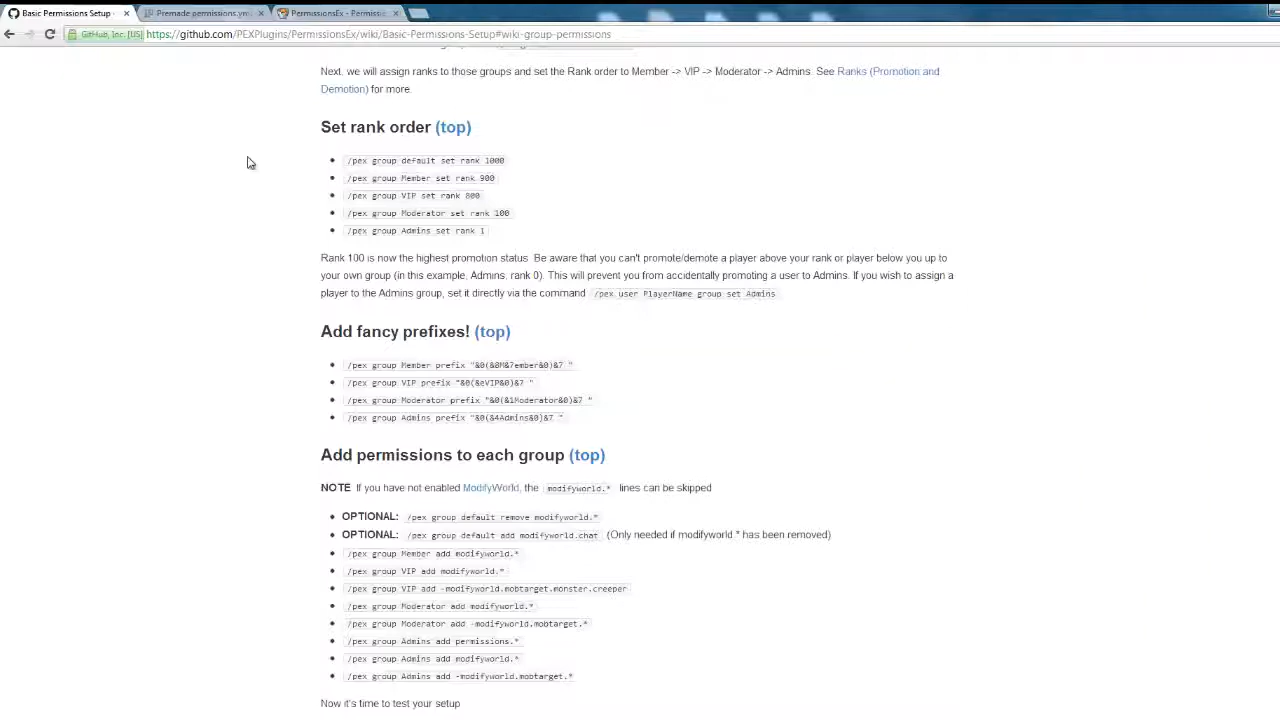 Basic Permissions Setup
Premade permissions.ym
PermissionsEx - Permissi
GitHub, Inc. [US] https://github.com/PEXPlugins/PermissionsEx/wiki/Basic-Permissions-Setup#wiki-group-permissions
Next, we will assign ranks to those groups and set the Rank order to Member -> VIP -> Moderator -> Admins. See Ranks (Promotion and
Demotion) for more.
Set rank order (top)
/pex group default set rank 1000
/pex group Member set rank 900
/pex group VIP set rank 800
/pex group Moderator set rank 100
/pex group Admins set rank 1
Rank 100 is now the highest promotion status. Be aware that you can't promote/demote a player above your rank or player below you up to
your own group (in this example, Admins, rank 0). This will prevent you from accidentally promoting a user to Admins. If you wish to assign a
player to the Admins group, set it directly via the command /pex user PlayerName group set Admins
Add fancy prefixes! (top)
/pex group Member prefix "&0(&8M&7ember&0)&7 "
/pex group VIP prefix "&0(&eVIP&0)&7 "
/pex group Moderator prefix "&0(&1Moderator&0)&7 "
/pex group Admins prefix "&0(&4Admins&0)&7 "
Add permissions to each group (top)
NOTE If you have not enabled ModifyWorld, the modifyworld.* lines can be skipped
OPTIONAL: /pex group default remove modifyworld.*
OPTIONAL: /pex group default add modifyworld.chat (Only needed if modifyworld.* has been removed)
/pex group Member add modifyworld.*
/pex group VIP add modifyworld.*
/pex group VIP add -modifyworld.mobtarget.monster.creeper
/pex group Moderator add modifyworld.*
/pex group Moderator add -modifyworld.mobtarget.*
/pex group Admins add permissions.*
/pex group Admins add modifyworld.*
/pex group Admins add -modifyworld.mobtarget.*
Now it's time to test your setup